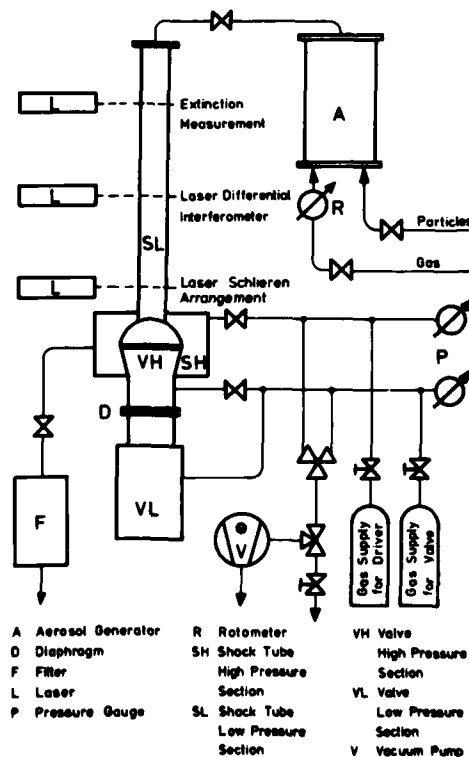 L
Extinction
Measurement
A
L
Laser Differential
Interferometer
R
Particles
SL
Gas
L
Laser Schlieren
Arrangement
VH
SH
P
D
F
VL
V
Gas Supply
for Driver
Gas Supply
for Valve
A Aerosol Generator
D Diaphragm
F Filter
L Laser
P Pressure Gauge
R Rotometer
SH Shock Tube
High Pressure
Section
SL Shock Tube
Low Pressure
Section
VH Valve
High Pressure
Section
VL Valve
Low Pressure
Section
V Vacuum Pump